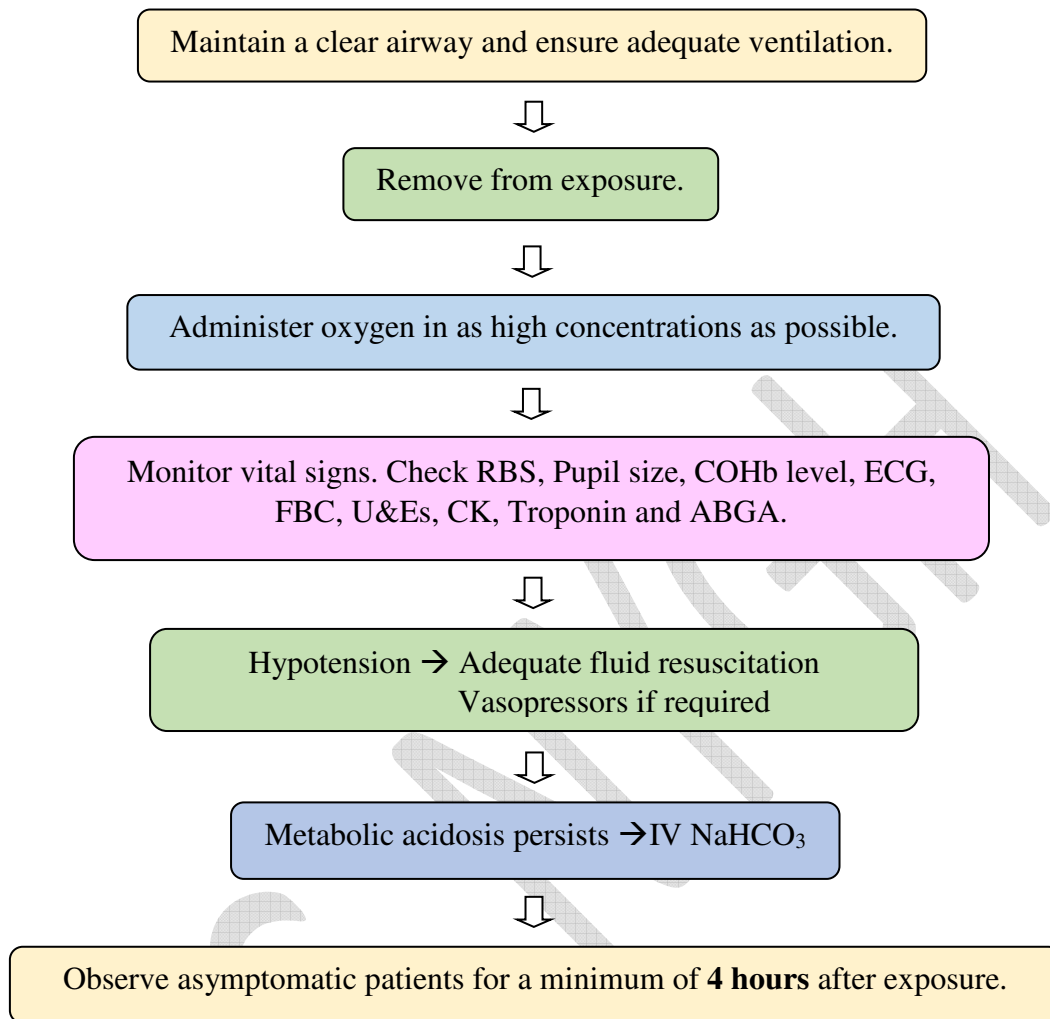 Maintain a clear airway and ensure adequate ventilation.
Remove from exposure.
Administer oxygen in as high concentrations as possible.
Monitor vital signs. Check RBS, Pupil size, COHb level, ECG,
FBC, U&Es, CK, Troponin and ABGA.
Hypotension → Adequate fluid resuscitation
Vasopressors if required
Metabolic acidosis persists →IV NaHCO₃
Observe asymptomatic patients for a minimum of 4 hours after exposure.